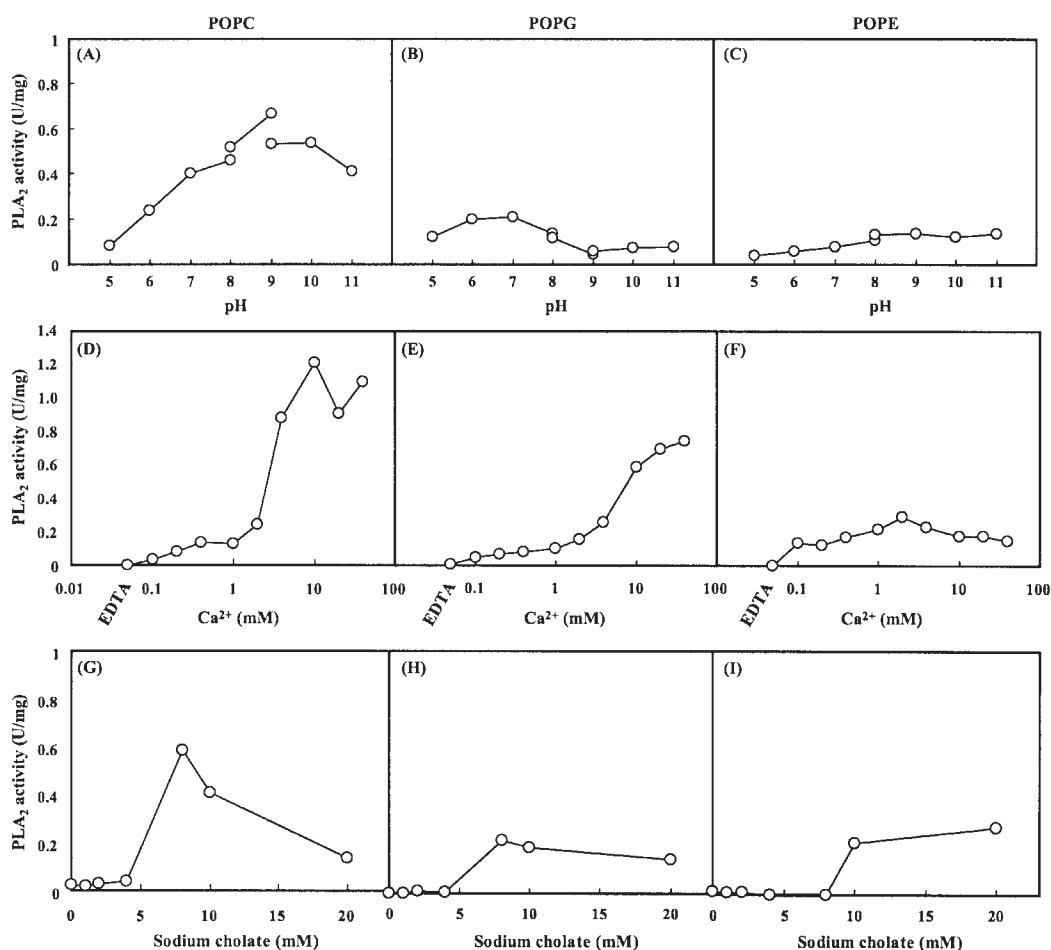 POPC POPG POPE
(A) (B) (C)
PLA₂ activity (U/mg)
1
0.8
0.6
0.4
0.2
0
5 6 7 8 9 10 11 5 6 7 8 9 10 11 5 6 7 8 9 10 11
pH pH pH
(D) (E) (F)
PLA₂ activity (U/mg)
1.4
1.2
1.0
0.8
0.6
0.4
0.2
0
0.01 EDTA 0.1 1 10 100 EDTA 0.1 1 10 100 EDTA 0.1 1 10 100
Ca²⁺ (mM) Ca²⁺ (mM) Ca²⁺ (mM)
(G) (H) (I)
PLA₂ activity (U/mg)
1
0.8
0.6
0.4
0.2
0
0 5 10 15 20 0 5 10 15 20 0 5 10 15 20
Sodium cholate (mM) Sodium cholate (mM) Sodium cholate (mM)